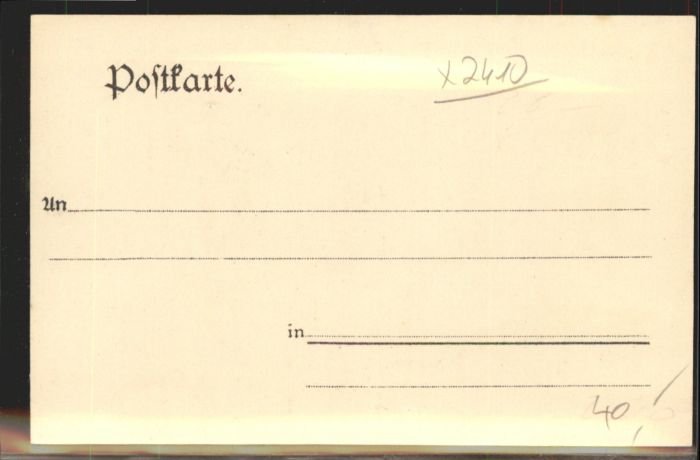 Poſtkarte.
x2410
An
in
40,